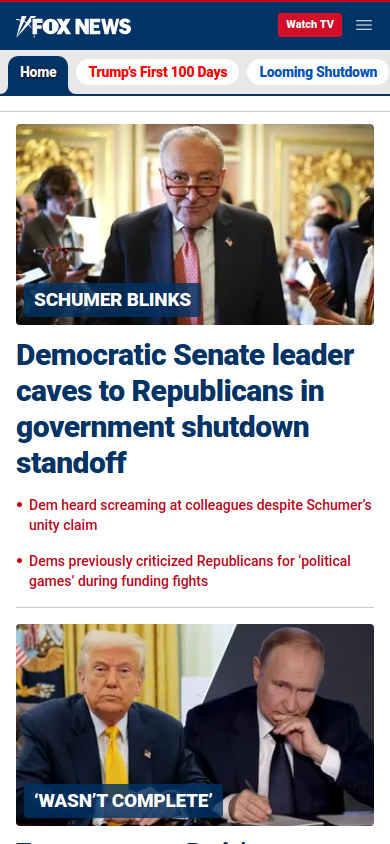 FOX NEWS
Watch TV
Home
Trump's First 100 Days
Looming Shutdown
SCHUMER BLINKS
Democratic Senate leader
caves to Republicans in
government shutdown
standoff
• Dem heard screaming at colleagues despite Schumer’s
unity claim
• Dems previously criticized Republicans for ‘political
games’ during funding fights
‘WASN’T COMPLETE’